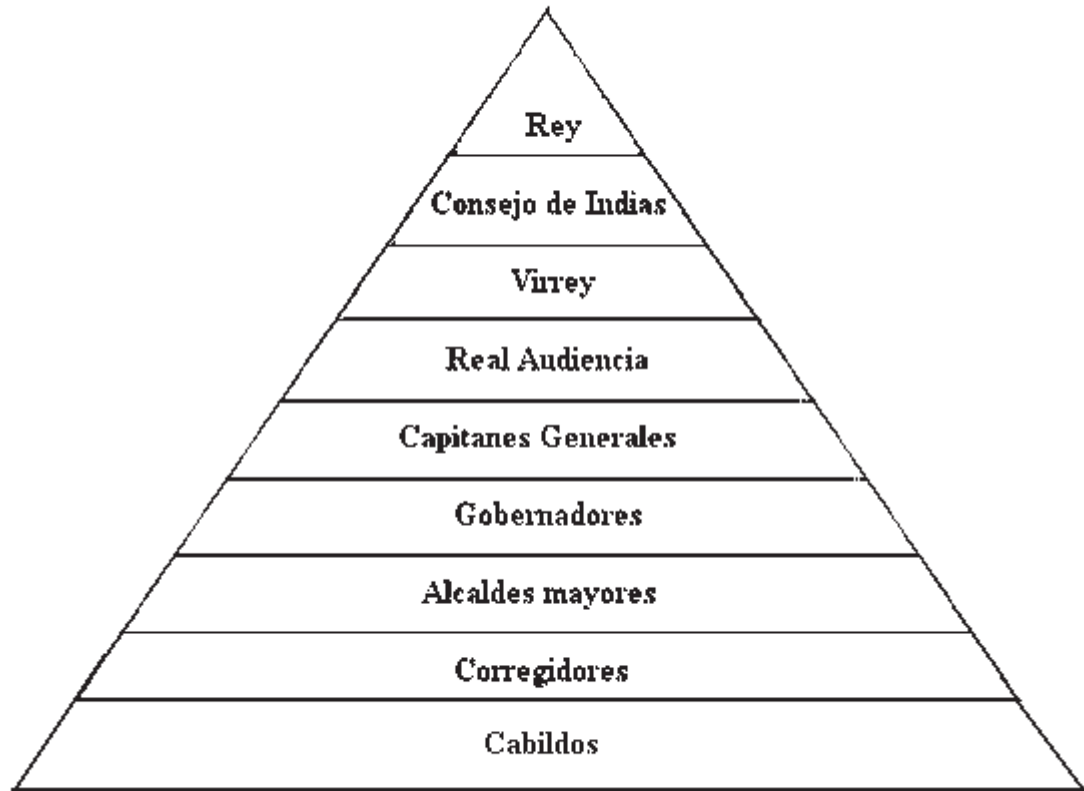 Rey
Consejo de Indias
Virrey
Real Audiencia
Capitanes Generales
Gobernadores
Alcaldes mayores
Corregidores
Cabildos